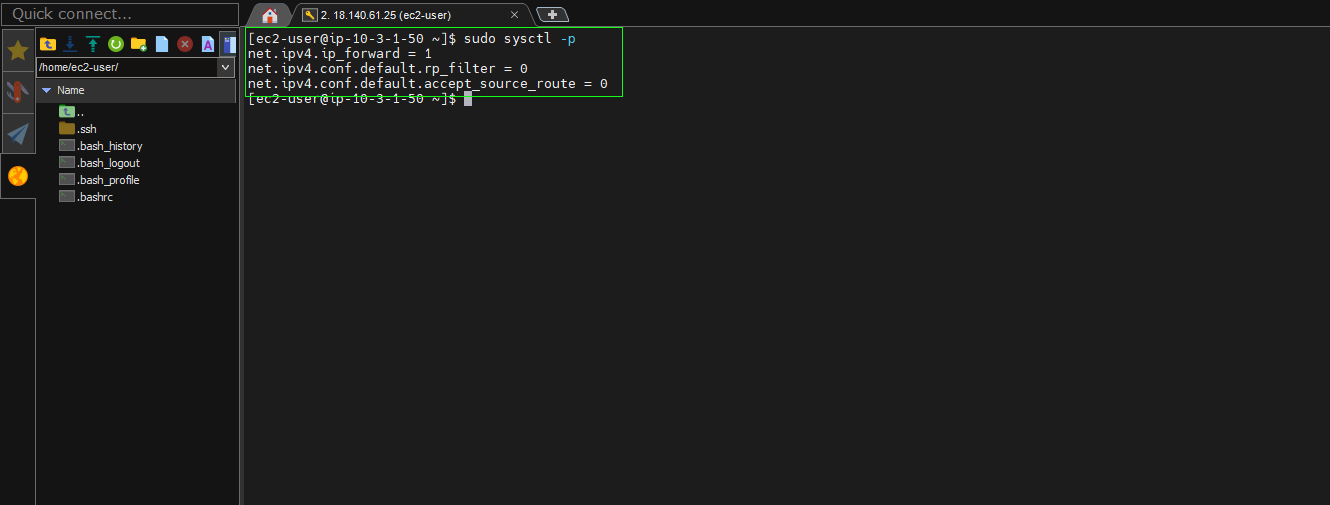 Quick connect...
2. 18.140.61.25 (ec2-user)
/home/ec2-user/
Name
..
.ssh
.bash_history
.bash_logout
.bash_profile
.bashrc
[ec2-user@ip-10-3-1-50 ~]$ sudo sysctl -p
net.ipv4.ip_forward = 1
net.ipv4.conf.default.rp_filter = 0
net.ipv4.conf.default.accept_source_route = 0
[ec2-user@ip-10-3-1-50 ~]$